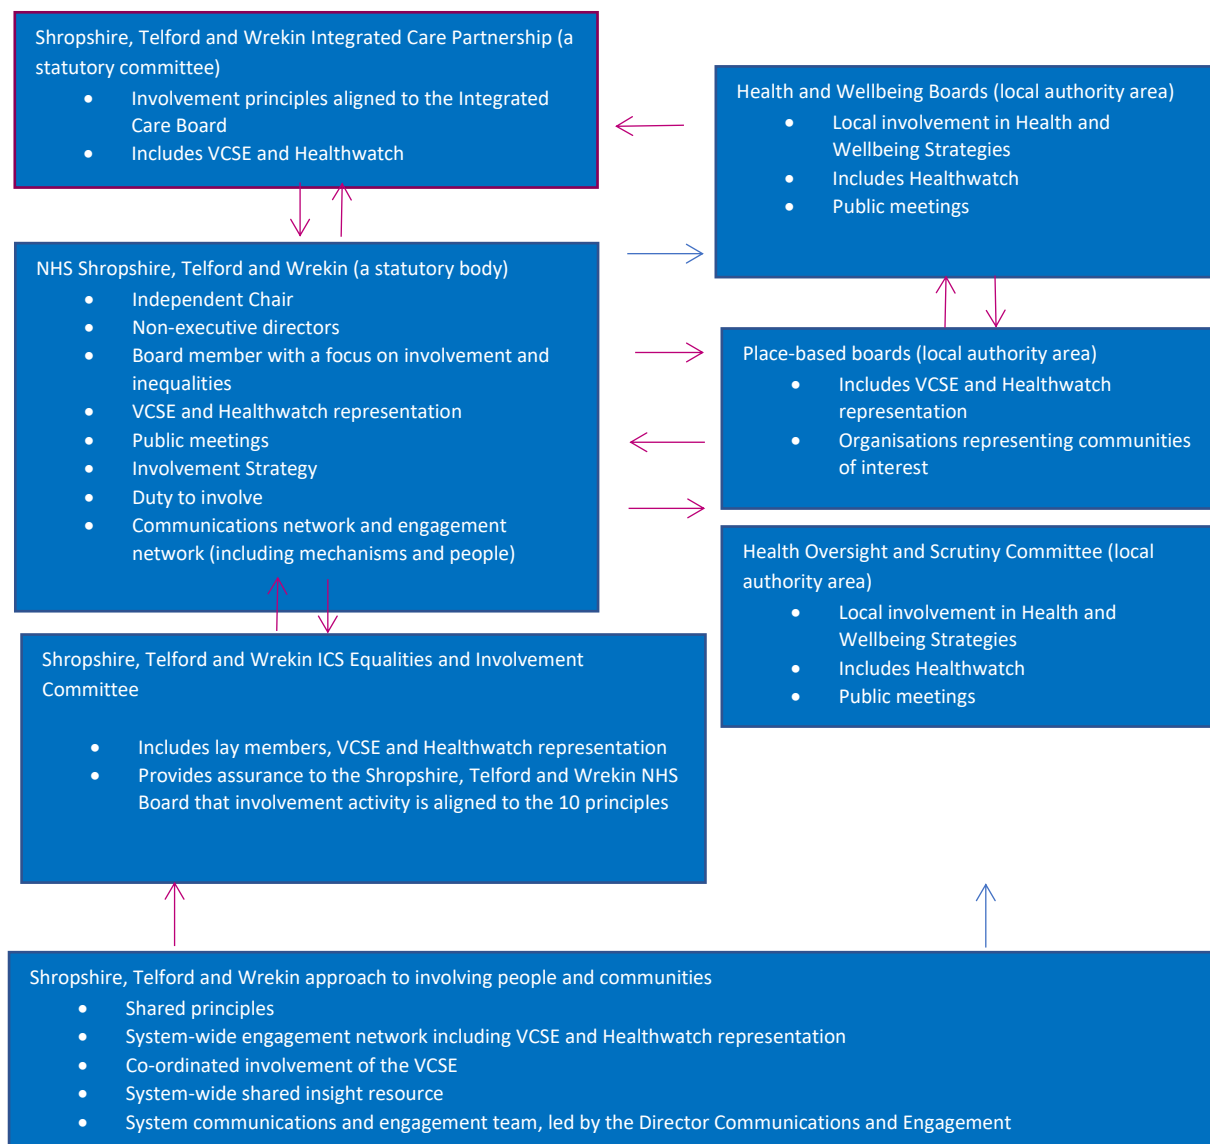 Shropshire, Telford and Wrekin Integrated Care Partnership (a
statutory committee)
• Involvement principles aligned to the Integrated
Care Board
• Includes VCSE and Healthwatch
Health and Wellbeing Boards (local authority area)
• Local involvement in Health and
Wellbeing Strategies
• Includes Healthwatch
• Public meetings
NHS Shropshire, Telford and Wrekin (a statutory body)
• Independent Chair
• Non-executive directors
• Board member with a focus on involvement and
inequalities
• VCSE and Healthwatch representation
• Public meetings
• Involvement Strategy
• Duty to involve
• Communications network and engagement
network (including mechanisms and people)
Place-based boards (local authority area)
• Includes VCSE and Healthwatch
representation
• Organisations representing communities
of interest
Health Oversight and Scrutiny Committee (local
authority area)
• Local involvement in Health and
Wellbeing Strategies
• Includes Healthwatch
• Public meetings
Shropshire, Telford and Wrekin ICS Equalities and Involvement
Committee
• Includes lay members, VCSE and Healthwatch representation
• Provides assurance to the Shropshire, Telford and Wrekin NHS
Board that involvement activity is aligned to the 10 principles
Shropshire, Telford and Wrekin approach to involving people and communities
• Shared principles
• System-wide engagement network including VCSE and Healthwatch representation
• Co-ordinated involvement of the VCSE
• System-wide shared insight resource
• System communications and engagement team, led by the Director Communications and Engagement